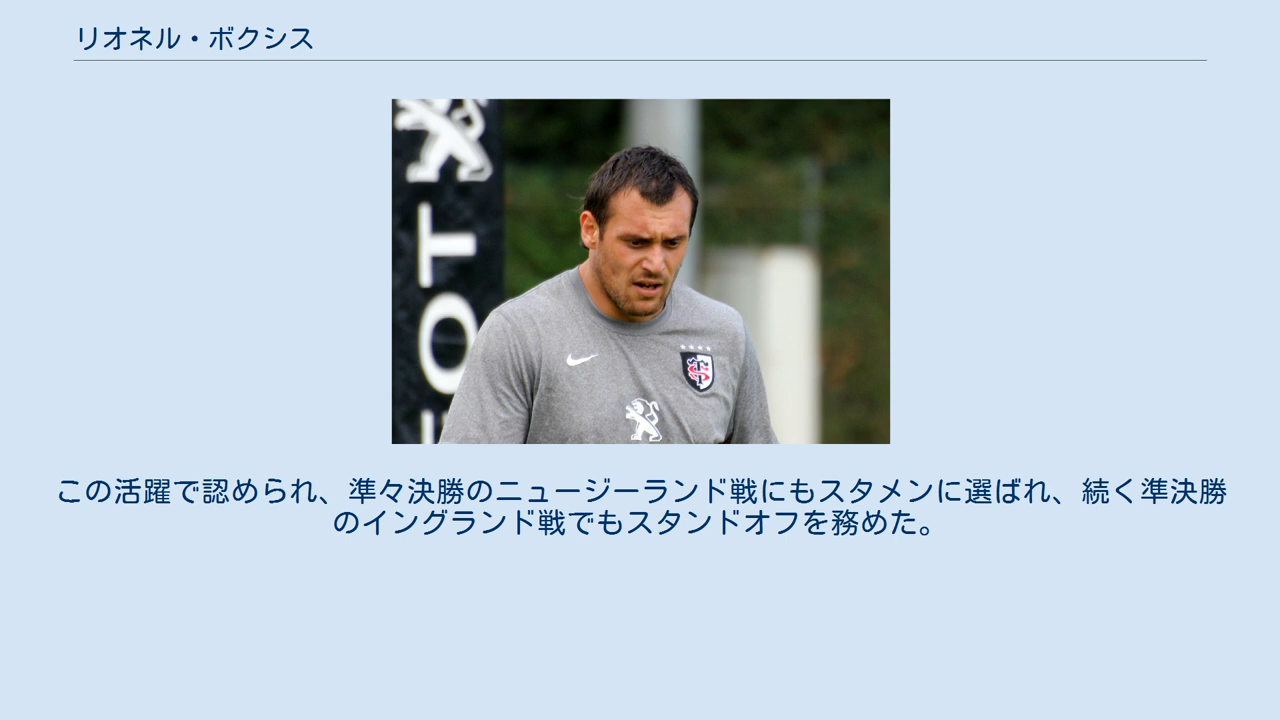 リオネル・ボクシス
OT
この活躍で認められ、準々決勝のニュージーランド戦にもスタメンに選ばれ、続く準決勝
のイングランド戦でもスタンドオフを務めた。